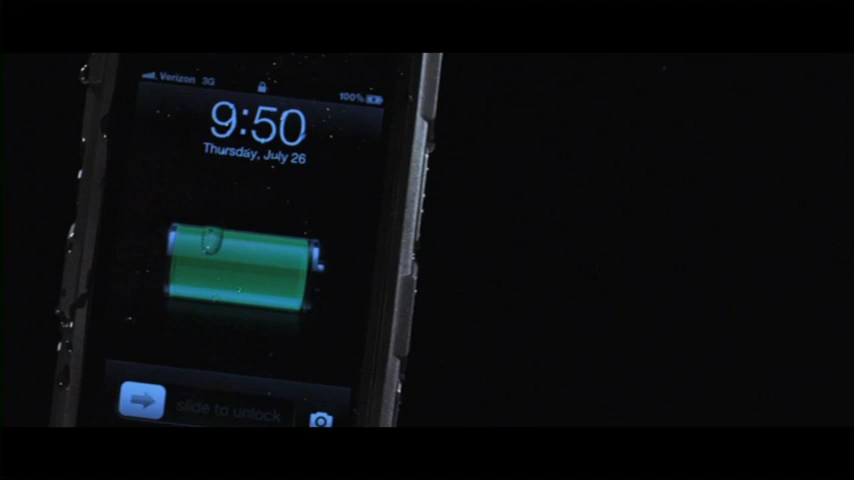 Verizon 3G
100%
9:50
Thursday, July 26
slide to unlock